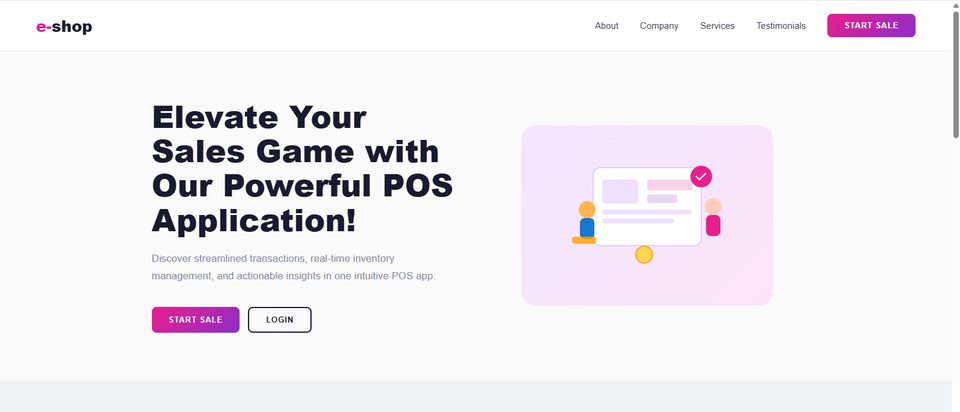 e-shop
About
Company
Services
Testimonials
START SALE
Elevate Your
Sales Game with
Our Powerful POS
Application!
Discover streamlined transactions, real-time inventory
management, and actionable insights in one intuitive POS app.
START SALE
LOGIN